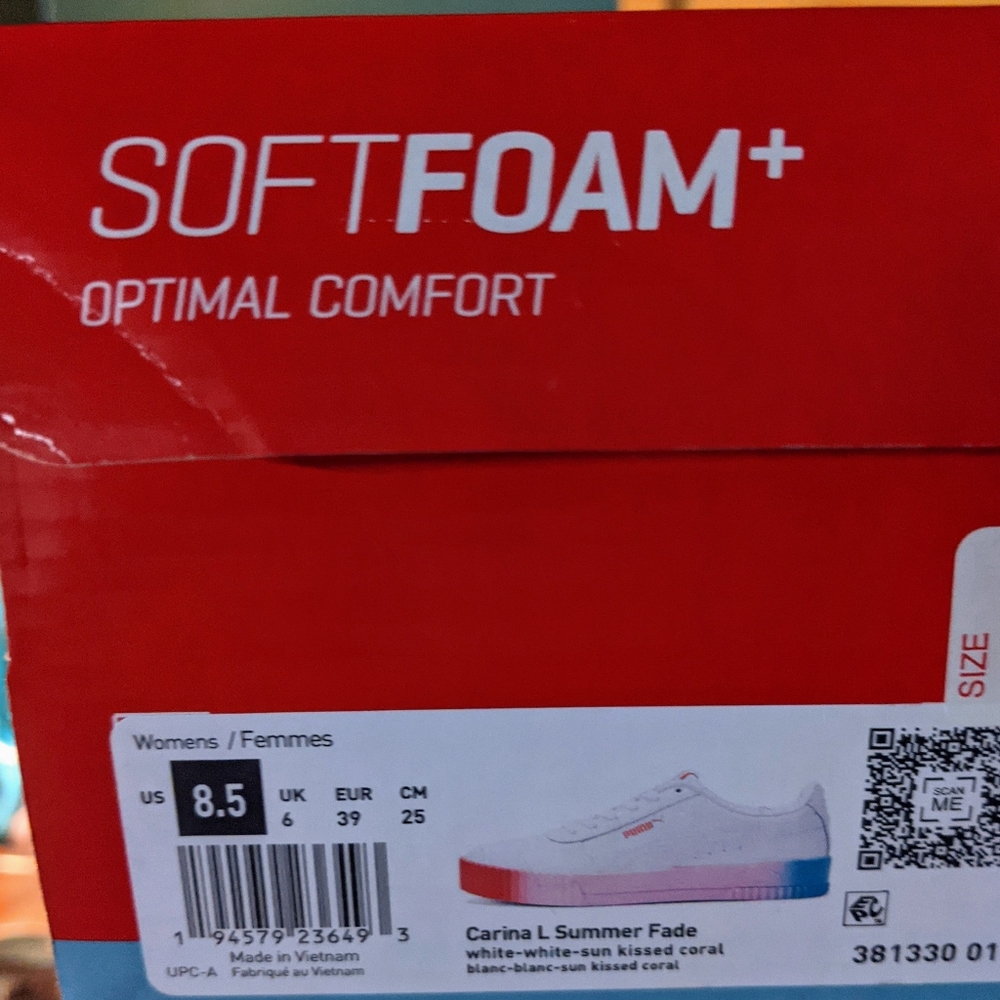 SOFTFOAM+
OPTIMAL COMFORT
SIZE
Womens / Femmes
US 8.5 UK 6 EUR 39 CM 25
SCAN ME
PUMA
1 94579 23649 3
Made in Vietnam
UPC-A Fabriqué au Vietnam
Carina L Summer Fade
white-white-sun kissed coral
blanc-blanc-sun kissed coral
381330 01